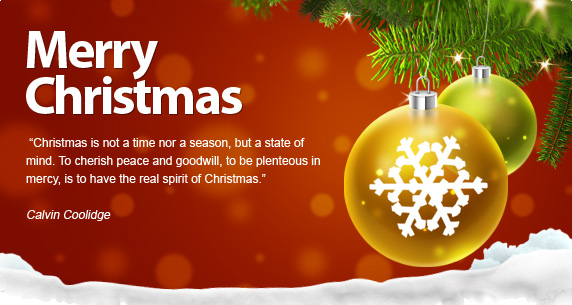 Merry
Christmas
“Christmas is not a time nor a season, but a state of
mind. To cherish peace and goodwill, to be plenteous in
mercy, is to have the real spirit of Christmas.”
Calvin Coolidge